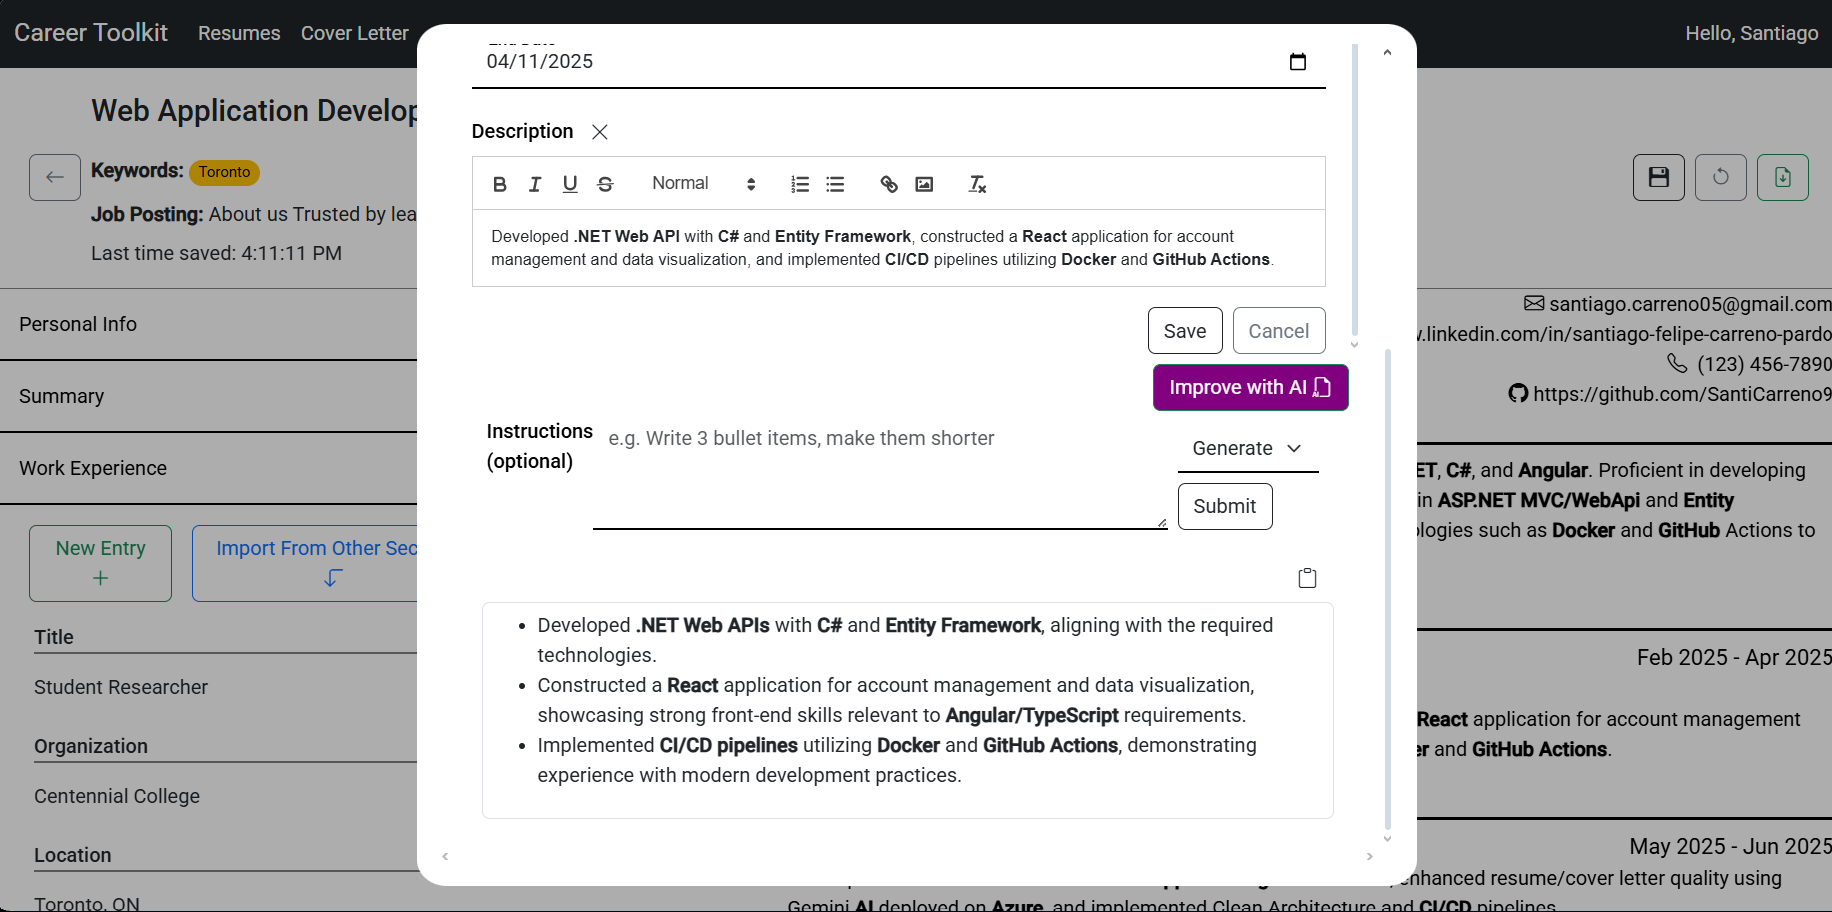 Career Toolkit Resumes Cover Letter Hello, Santiago
Web Application Develop
Keywords: Toronto
Job Posting: About us Trusted by lea
Last time saved: 4:11:11 PM
Personal Info
Summary
Work Experience
New Entry
Import From Other Sec
Title
Student Researcher
Organization
Centennial College
Location
Toronto, ON
End Date
04/11/2025
Description
Normal
Developed .NET Web API with C# and Entity Framework, constructed a React application for account
management and data visualization, and implemented CI/CD pipelines utilizing Docker and GitHub Actions.
Save Cancel
Improve with AI
Instructions
(optional)
e.g. Write 3 bullet items, make them shorter
Generate
Submit
• Developed .NET Web APIs with C# and Entity Framework, aligning with the required
technologies.
• Constructed a React application for account management and data visualization,
showcasing strong front-end skills relevant to Angular/TypeScript requirements.
• Implemented CI/CD pipelines utilizing Docker and GitHub Actions, demonstrating
experience with modern development practices.
santiago.carreno05@gmail.com
.linkedin.com/in/santiago-felipe-carreno-pardo
(123) 456-7890
https://github.com/SantiCarreno9
ET, C#, and Angular. Proficient in developing
in ASP.NET MVC/WebApi and Entity
ologies such as Docker and GitHub Actions to
Feb 2025 - Apr 2025
React application for account management
er and GitHub Actions.
May 2025 - Jun 2025
enhanced resume/cover letter quality using
Gemini AI deployed on Azure, and implemented Clean Architecture and CI/CD pipelines